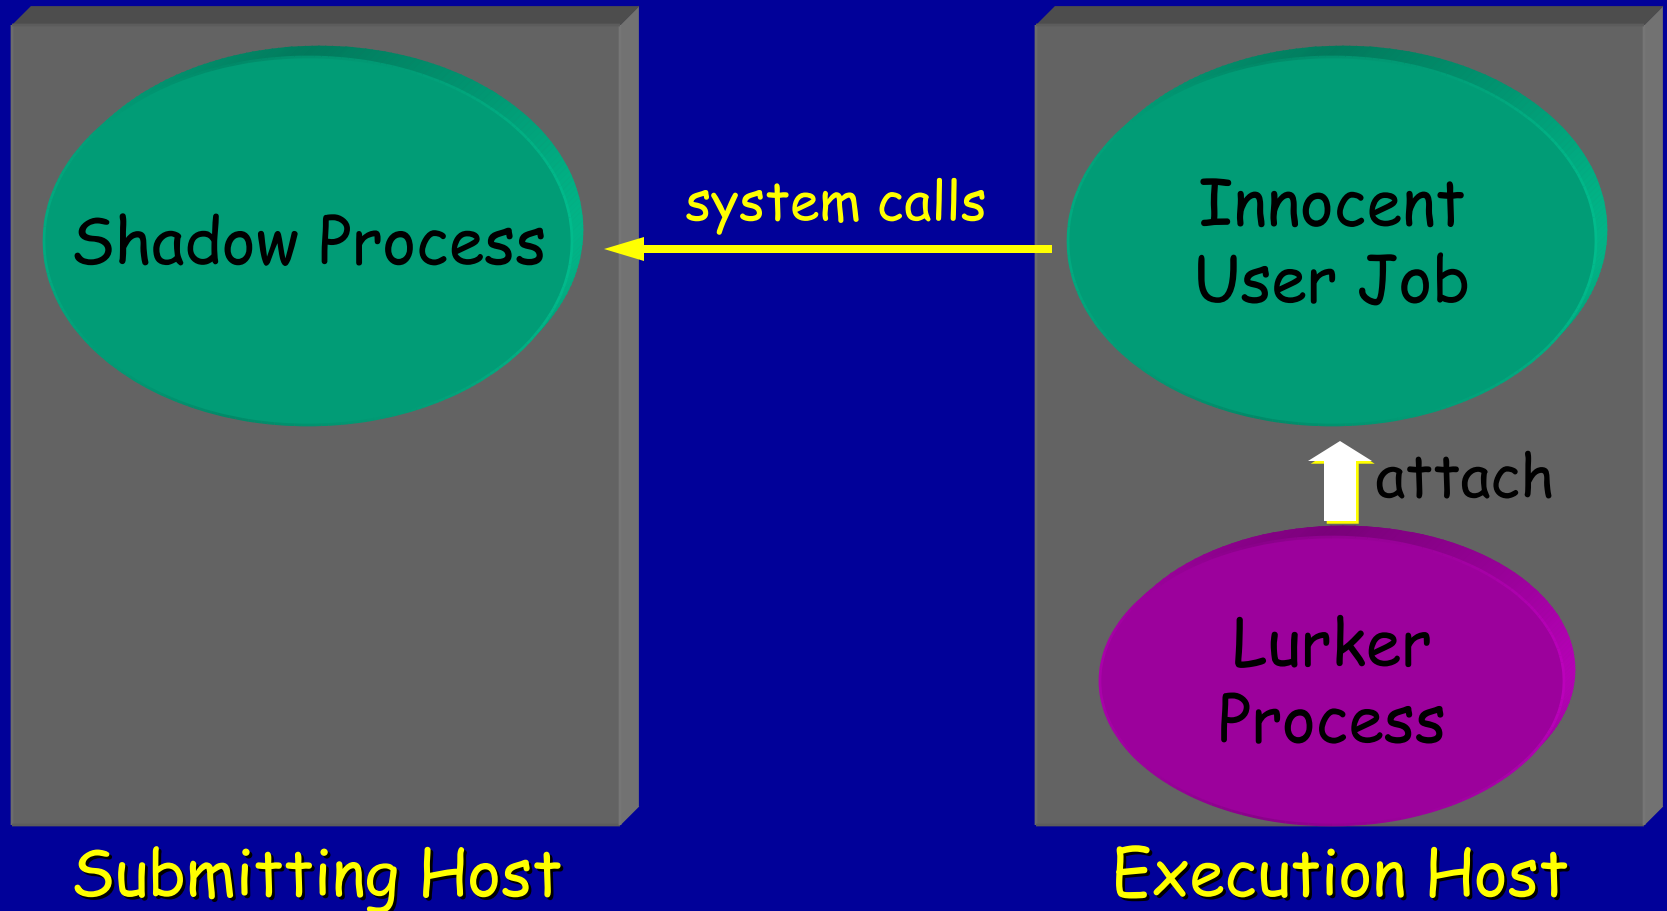 Shadow Process
system calls
Innocent
User Job
attach
Lurker
Process
Submitting Host
Execution Host